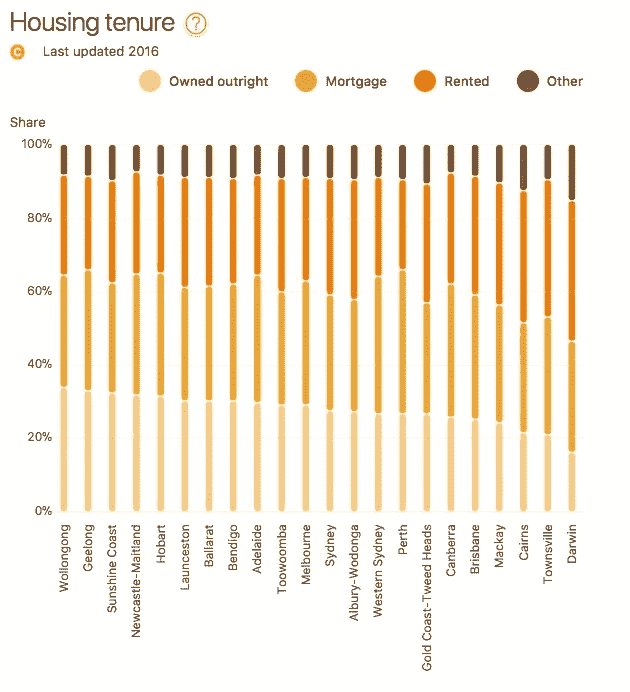 Housing tenure ?
C Last updated 2016
Owned outright Mortgage Rented Other
Share
100%
80%
60%
40%
20%
0%
Wollongong
Geelong
Sunshine Coast
Newcastle-Maitland
Hobart
Launceston
Ballarat
Bendigo
Adelaide
Toowoomba
Melbourne
Sydney
Albury-Wodonga
Western Sydney
Perth
Gold Coast-Tweed Heads
Canberra
Brisbane
Mackay
Cairns
Townsville
Darwin